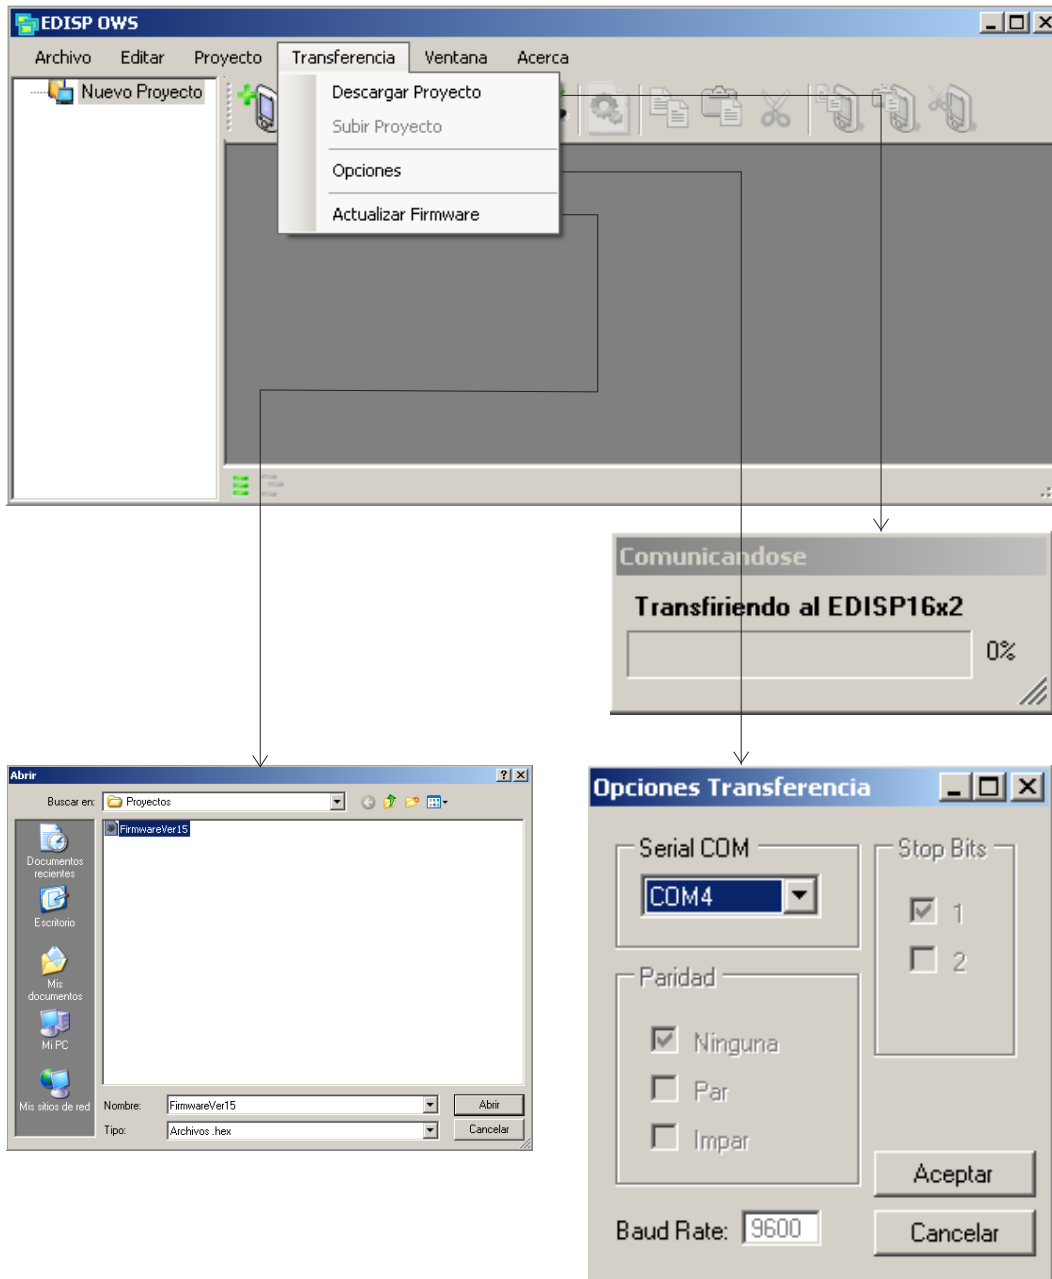 EDISP OWS
Archivo Editar Proyecto Transferencia Ventana Acerca
Nuevo Proyecto
Descargar Proyecto
Subir Proyecto
Opciones
Actualizar Firmware
Comunicandose
Transfiriendo al EDISP16x2
0%
Abrir
Buscar en: Proyectos
FirmwareVer15
Documentos
recientes
Escritorio
Mis
documentos
Mi PC
Mis sitios de red
Nombre: FirmwareVer15 Abrir
Tipo: Archivos .hex Cancelar
Opciones Transferencia
Serial COM
COM4
Stop Bits
1
2
Paridad
Ninguna
Par
Impar
Aceptar
Baud Rate: 9600
Cancelar